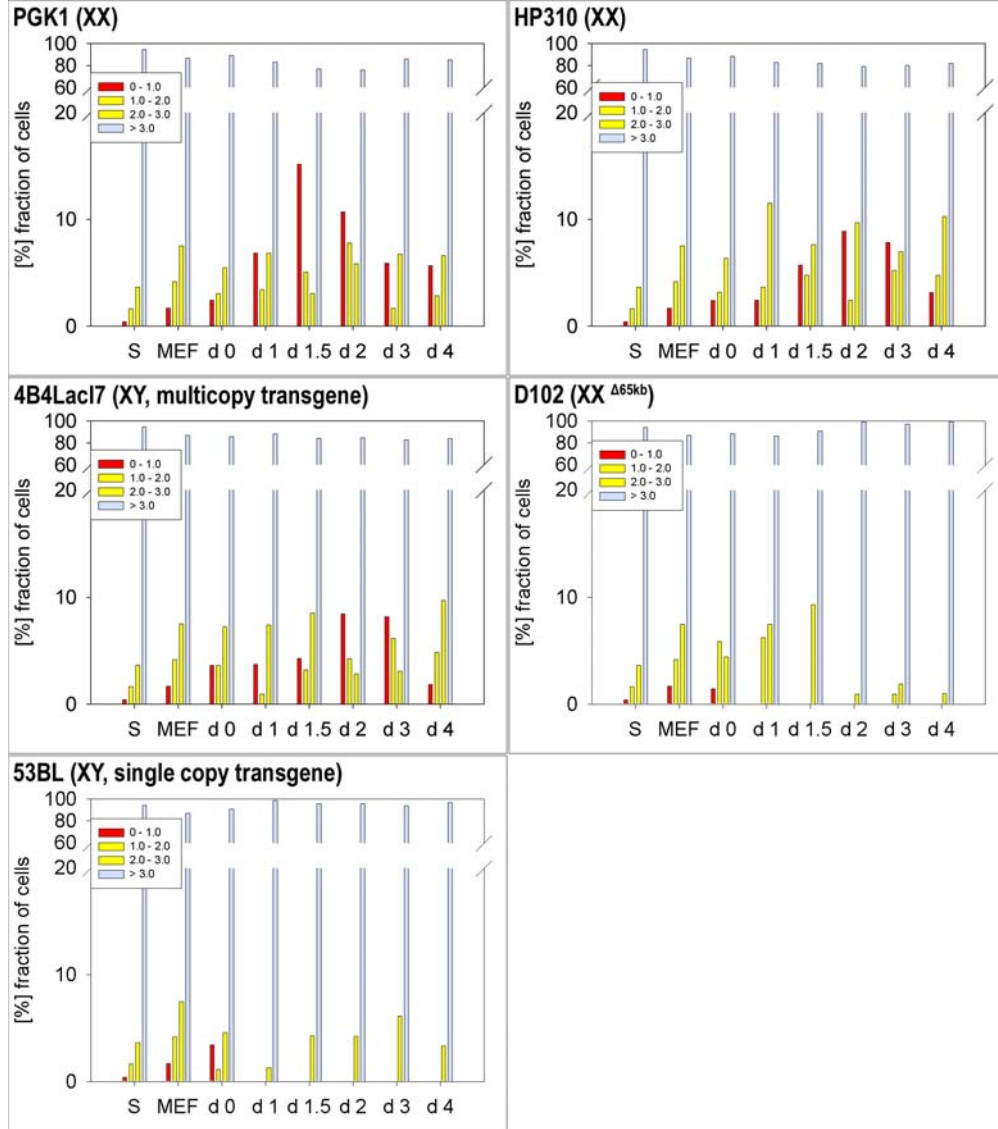 PGK1 (XX)
[%] fraction of cells
100
80
60
20
10
0
0 - 1.0
1.0 - 2.0
2.0 - 3.0
> 3.0
S MEF d 0 d 1 d 1.5 d 2 d 3 d 4
HP310 (XX)
[%] fraction of cells
100
80
60
20
10
0
0 - 1.0
1.0 - 2.0
2.0 - 3.0
> 3.0
S MEF d 0 d 1 d 1.5 d 2 d 3 d 4
4B4LacI7 (XY, multicopy transgene)
[%] fraction of cells
100
80
60
20
10
0
0 - 1.0
1.0 - 2.0
2.0 - 3.0
> 3.0
S MEF d 0 d 1 d 1.5 d 2 d 3 d 4
D102 (XX Δ65kb)
[%] fraction of cells
100
80
60
20
10
0
0 - 1.0
1.0 - 2.0
2.0 - 3.0
> 3.0
S MEF d 0 d 1 d 1.5 d 2 d 3 d 4
53BL (XY, single copy transgene)
[%] fraction of cells
100
80
60
20
10
0
0 - 1.0
1.0 - 2.0
2.0 - 3.0
> 3.0
S MEF d 0 d 1 d 1.5 d 2 d 3 d 4